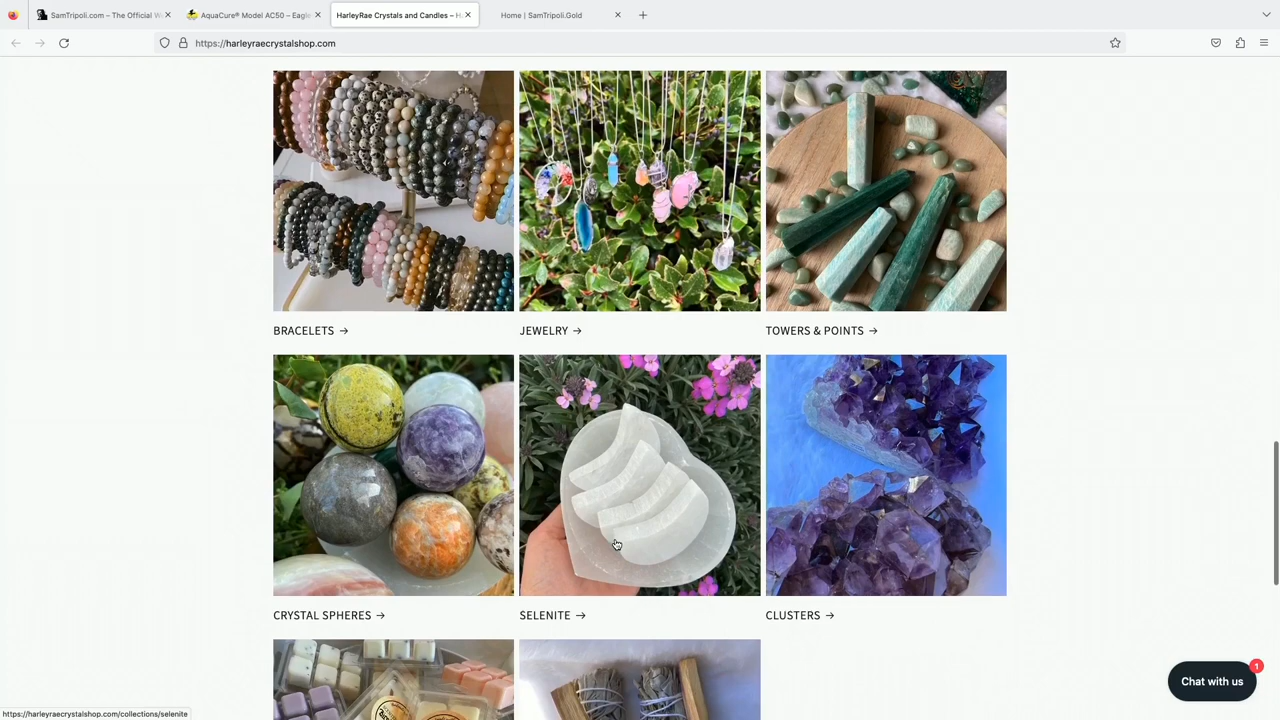 SamTripoli.com – The Official W
AquaCure® Model AC50 – Eagle
HarleyRae Crystals and Candles – H
Home | SamTripoli.Gold
https://harleyraecrystalshop.com
BRACELETS →
JEWELRY →
TOWERS & POINTS →
CRYSTAL SPHERES →
SELENITE →
CLUSTERS →
1
Chat with us
https://harleyraecrystalshop.com/collections/selenite